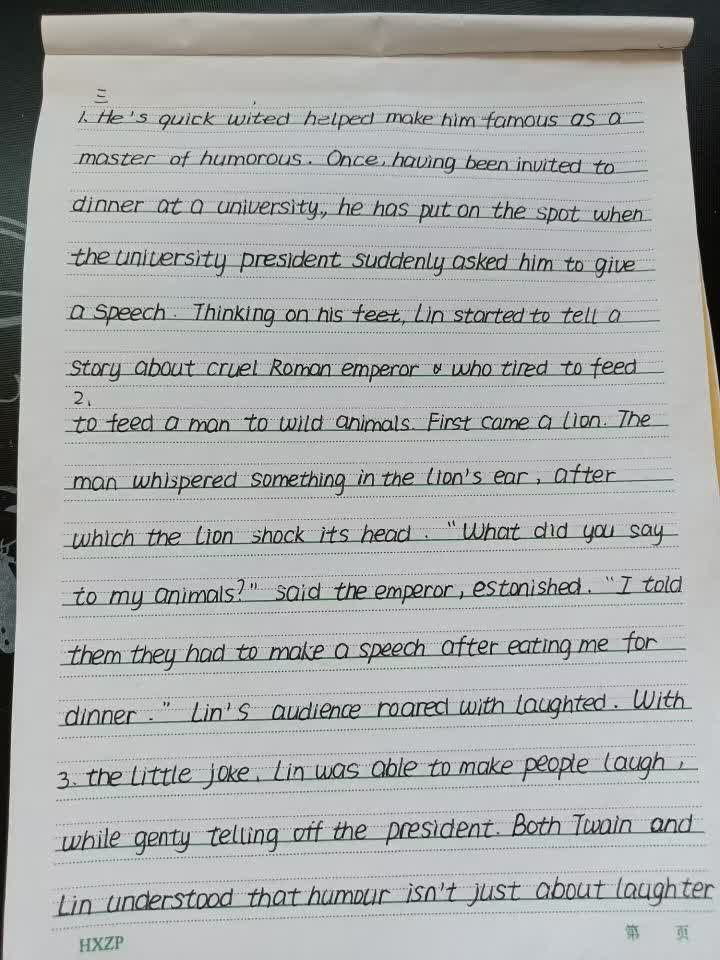 三
1. He's quick wited helped make him famous as a
master of humorous. Once, having been invited to
dinner at a university, he has put on the spot when
the university president suddenly asked him to give
a speech. Thinking on his feet, Lin started to tell a
story about cruel Roman emperor who tired to feed
2.
to feed a man to wild animals. First came a lion. The
man whispered something in the lion's ear, after
which the lion shock its head. "What did you say
to my animals?" said the emperor, estonished. "I told
them they had to make a speech after eating me for
dinner." Lin's audience roared with laughted. With
3. the little joke, Lin was able to make people laugh,
while genty telling off the president. Both Twain and
Lin understood that humour isn't just about laughter
HXZP 第 页